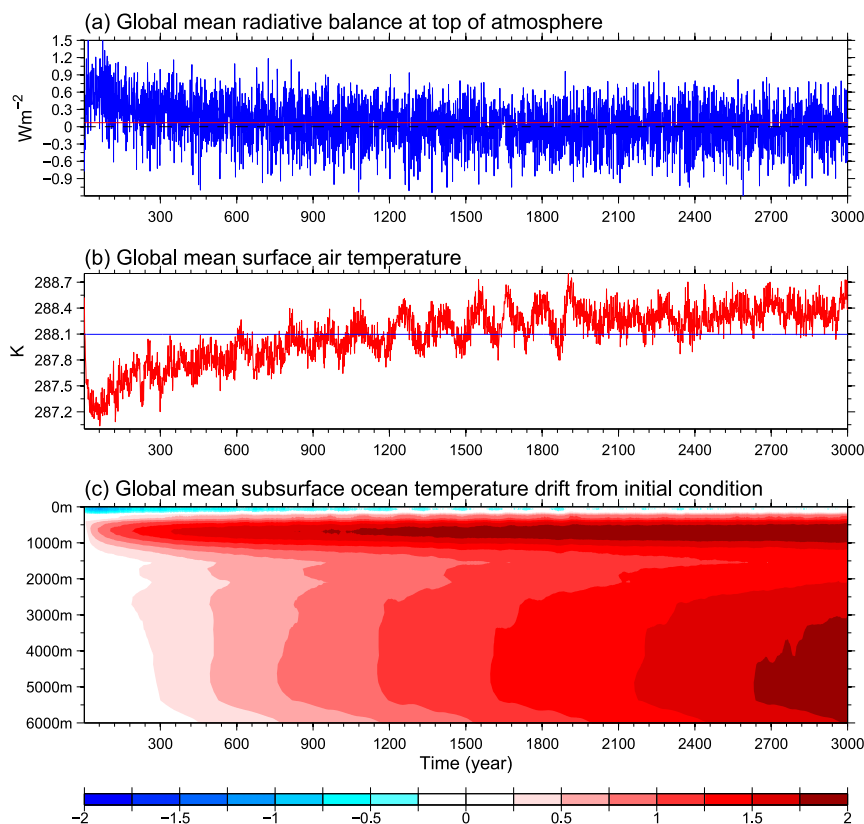 (a) Global mean radiative balance at top of atmosphere
1.5
1.2
0.9
0.6
0.3
0
−0.3
−0.6
−0.9
Wm−2
300 600 900 1200 1500 1800 2100 2400 2700 3000
(b) Global mean surface air temperature
288.7
288.4
288.1
287.8
287.5
287.2
K
300 600 900 1200 1500 1800 2100 2400 2700 3000
(c) Global mean subsurface ocean temperature drift from initial condition
0m
1000m
2000m
3000m
4000m
5000m
6000m
300 600 900 1200 1500 1800 2100 2400 2700 3000
Time (year)
−2 −1.5 −1 −0.5 0 0.5 1 1.5 2